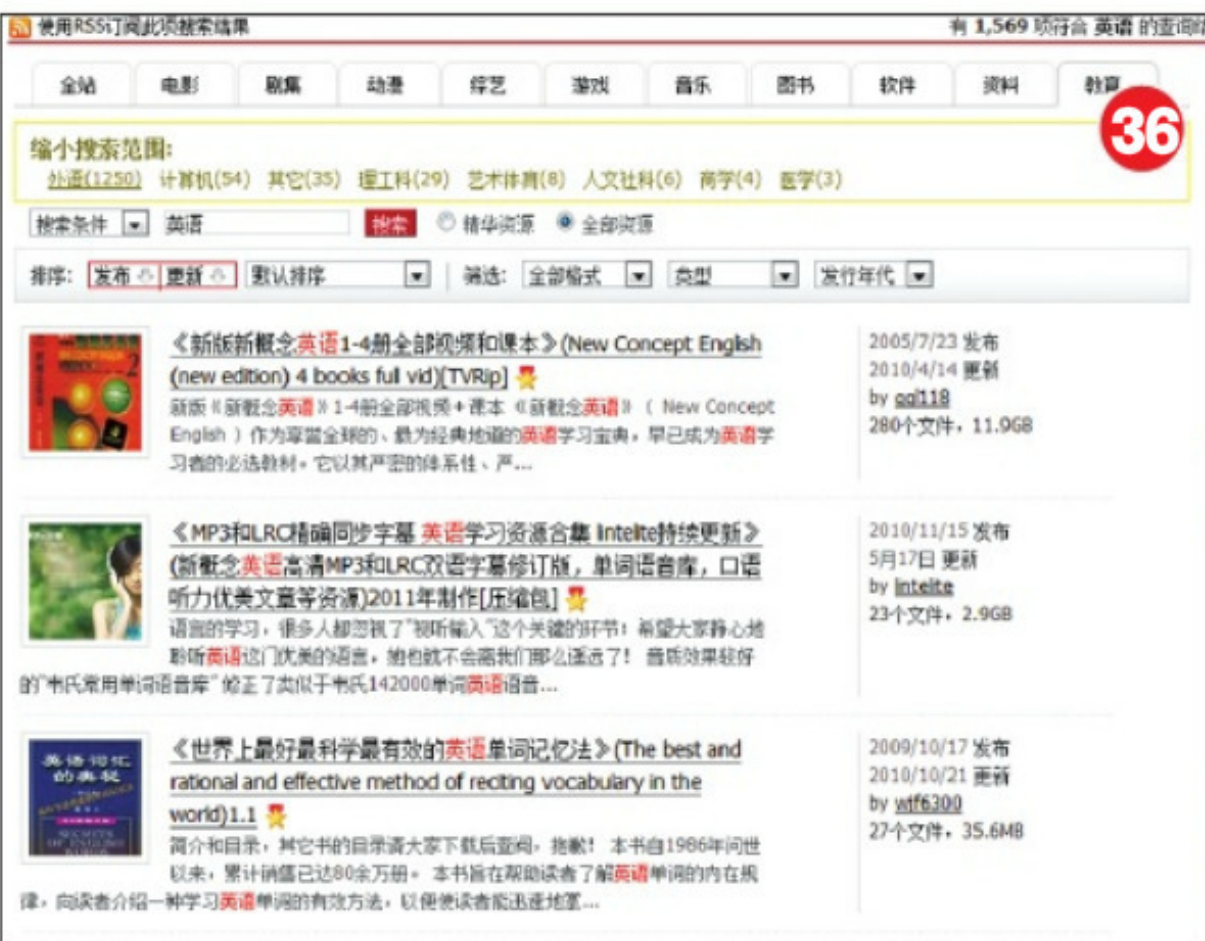 使用RSS订阅此项搜索结果 有 1,569 项符合 英语 的查询结
全站 电影 剧集 动漫 综艺 游戏 音乐 图书 软件 资料 教育
36
缩小搜索范围:
外语(1250) 计算机(54) 其它(35) 理工科(29) 艺术体育(8) 人文社科(6) 商学(4) 医学(3)
搜索条件 英语 搜索 精华资源 全部资源
排序: 发布 更新 默认排序 筛选: 全部格式 类型 发行年代
《新版新概念英语1-4册全部视频和课本》(New Concept English
(new edition) 4 books full vid)[TVRip]
新版《新概念英语》1-4册全部视频+课本 《新概念英语》 ( New Concept
English ) 作为享誉全球的、最为经典地道的英语学习宝典，早已成为英语学
习者的必选教材。它以其严密的体系性、严...
2005/7/23 发布
2010/4/14 更新
by gql118
280个文件，11.9GB
2
《MP3和LRC精确同步字幕 英语学习资源合集 lntelte持续更新》
(新概念英语高清MP3和LRC双语字幕修订版，单词语音库，口语
听力优美文章等资源)2011年制作[压缩包]
语言的学习，很多人都忽视了"视听输入"这个关键的环节！希望大家静心地
聆听英语这门优美的语言，她也就不会离我们那么遥远了！ 音质效果较好
的"韦氏常用单词语音库" 修正了类似于韦氏142000单词英语语音...
2010/11/15 发布
5月17日 更新
by lntelte
23个文件，2.9GB
《世界上最好最科学最有效的英语单词记忆法》(The best and
rational and effective method of reciting vocabulary in the
world)1.1
简介和目录，其它书的目录请大家下载后查阅，抱歉！ 本书自1986年问世
以来，累计销售已达80余万册。 本书旨在帮助读者了解英语单词的内在规
律，向读者介绍一种学习英语单词的有效方法，以便使读者能迅速地掌...
2009/10/17 发布
2010/10/21 更新
by wtf6300
27个文件，35.6MB
英语词汇
的奥秘
SECRETS